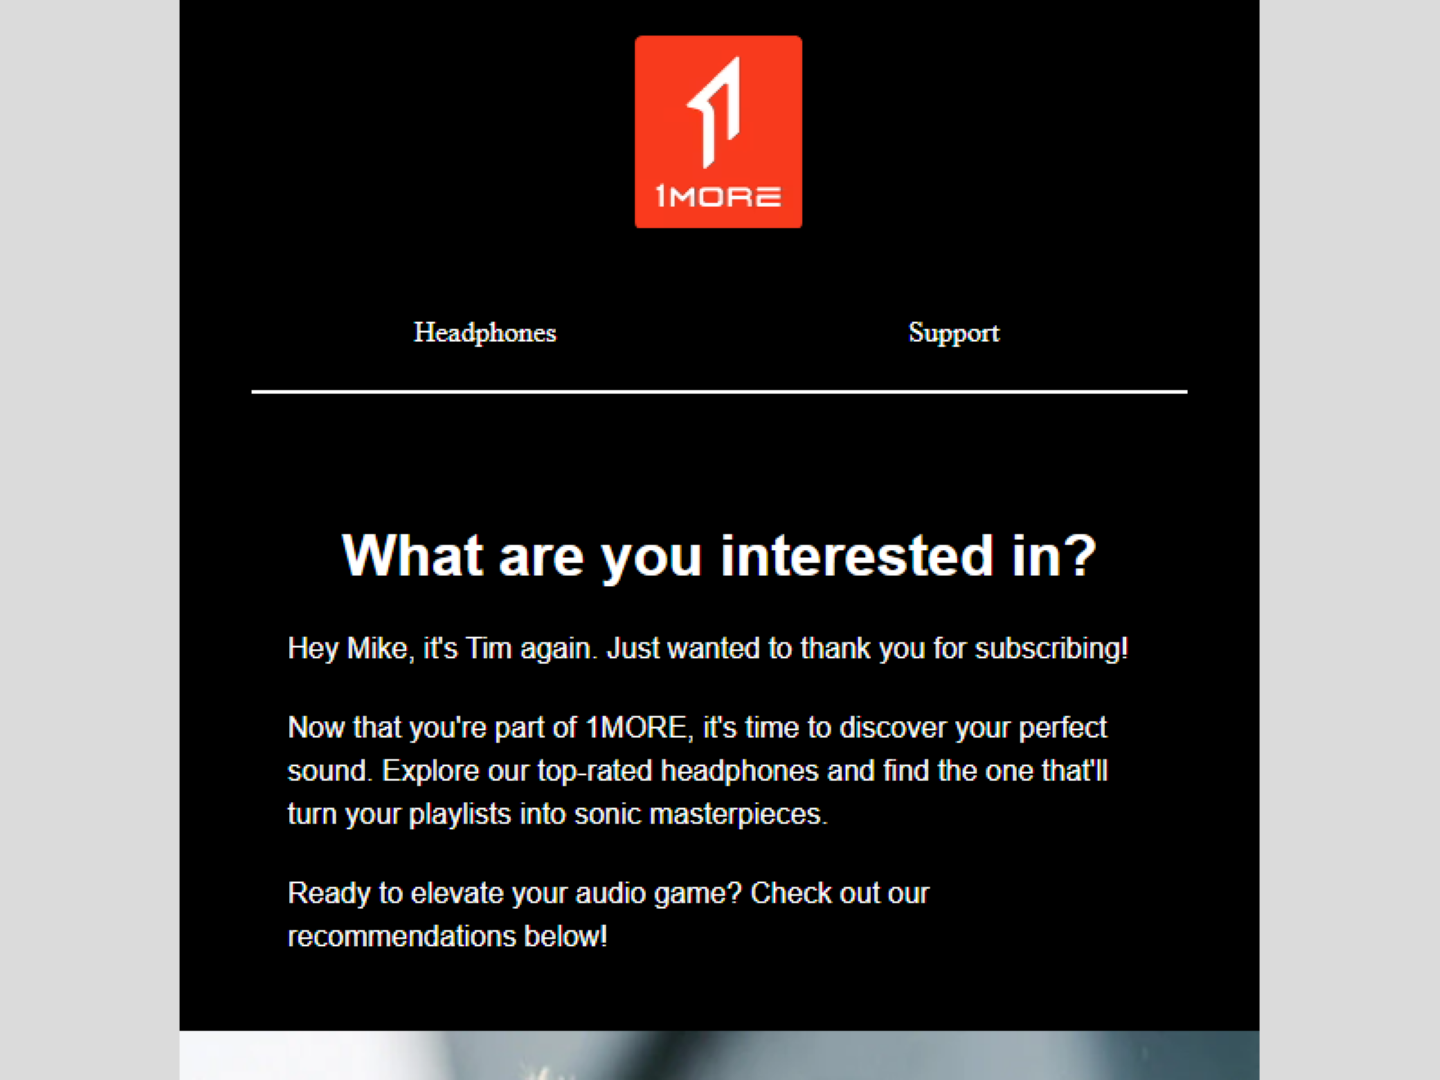 1MORE
Headphones Support
What are you interested in?
Hey Mike, it's Tim again. Just wanted to thank you for subscribing!
Now that you're part of 1MORE, it's time to discover your perfect
sound. Explore our top-rated headphones and find the one that'll
turn your playlists into sonic masterpieces.
Ready to elevate your audio game? Check out our
recommendations below!